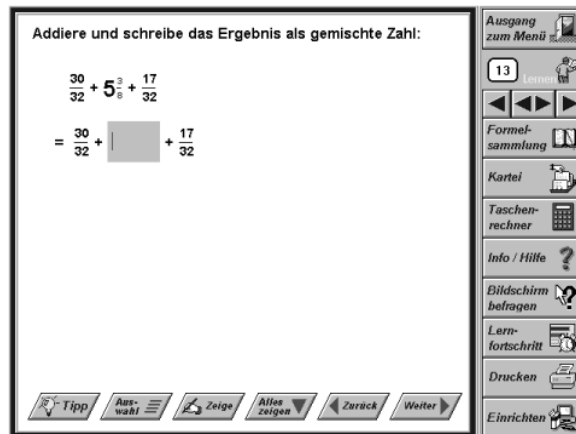 Addiere und schreibe das Ergebnis als gemischte Zahl:
30/32 + 5 3/8 + 17/32
= 30/32 + + 17/32
Tipp
Aus-
wahl
Zeige
Alles
zeigen
Zurück
Weiter
Ausgang
zum Menü
13
Lernen
Formel-
sammlung
Kartei
Taschen-
rechner
Info / Hilfe
Bildschirm
befragen
Lern-
fortschritt
Drucken
Einrichten